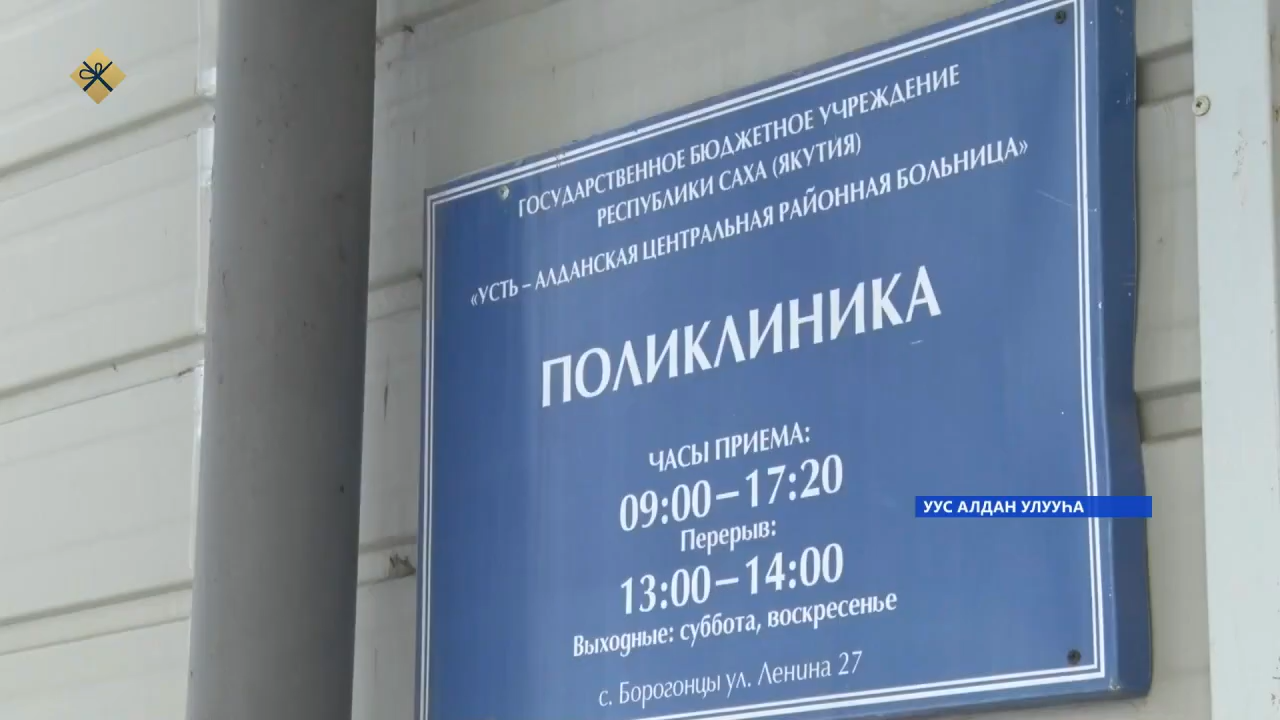 ГОСУДАРСТВЕННОЕ БЮДЖЕТНОЕ УЧРЕЖДЕНИЕ
РЕСПУБЛИКИ САХА (ЯКУТИЯ)
«УСТЬ – АЛДАНСКАЯ ЦЕНТРАЛЬНАЯ РАЙОННАЯ БОЛЬНИЦА»
ПОЛИКЛИНИКА
ЧАСЫ ПРИЕМА:
09:00 – 17:20
Перерыв:
13:00 – 14:00
Выходные: суббота, воскресенье
с. Борогонцы ул. Ленина 27
УУС АЛДАН УЛУУҺА